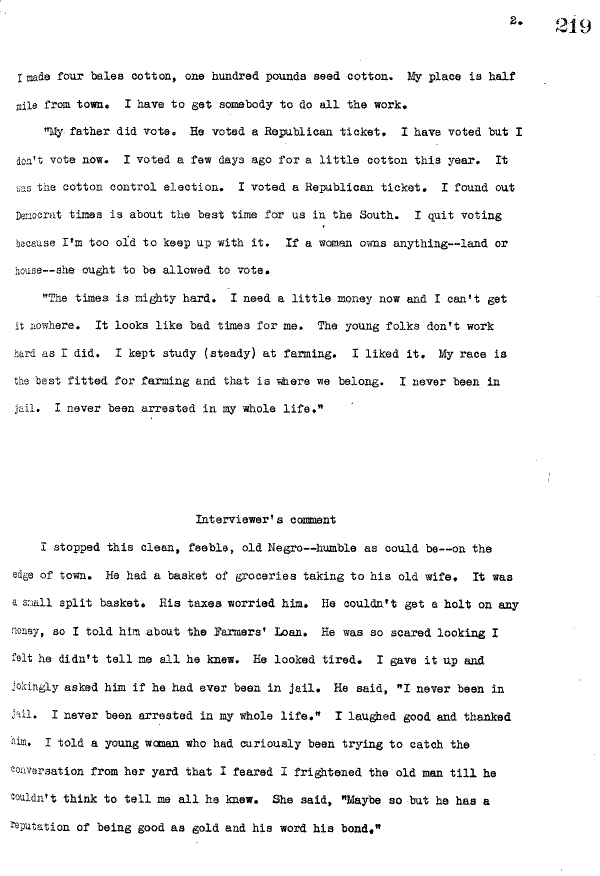 2. 219
I made four bales cotton, one hundred pounds seed cotton. My place is half
mile from town. I have to get somebody to do all the work.
"My father did vote. He voted a Republican ticket. I have voted but I
don't vote now. I voted a few days ago for a little cotton this year. It
was the cotton control election. I voted a Republican ticket. I found out
Democrat times is about the best time for us in the South. I quit voting
because I'm too old to keep up with it. If a woman owns anything--land or
house--she ought to be allowed to vote.
"The times is mighty hard. I need a little money now and I can't get
it nowhere. It looks like bad times for me. The young folks don't work
hard as I did. I kept study (steady) at farming. I liked it. My race is
the best fitted for farming and that is where we belong. I never been in
jail. I never been arrested in my whole life."
Interviewer's comment
I stopped this clean, feeble, old Negro--humble as could be--on the
edge of town. He had a basket of groceries taking to his old wife. It was
a small split basket. His taxes worried him. He couldn't get a holt on any
money, so I told him about the Farmers' Loan. He was so scared looking I
felt he didn't tell me all he knew. He looked tired. I gave it up and
jokingly asked him if he had ever been in jail. He said, "I never been in
jail. I never been arrested in my whole life." I laughed good and thanked
him. I told a young woman who had curiously been trying to catch the
conversation from her yard that I feared I frightened the old man till he
couldn't think to tell me all he knew. She said, "Maybe so but he has a
reputation of being good as gold and his word his bond."